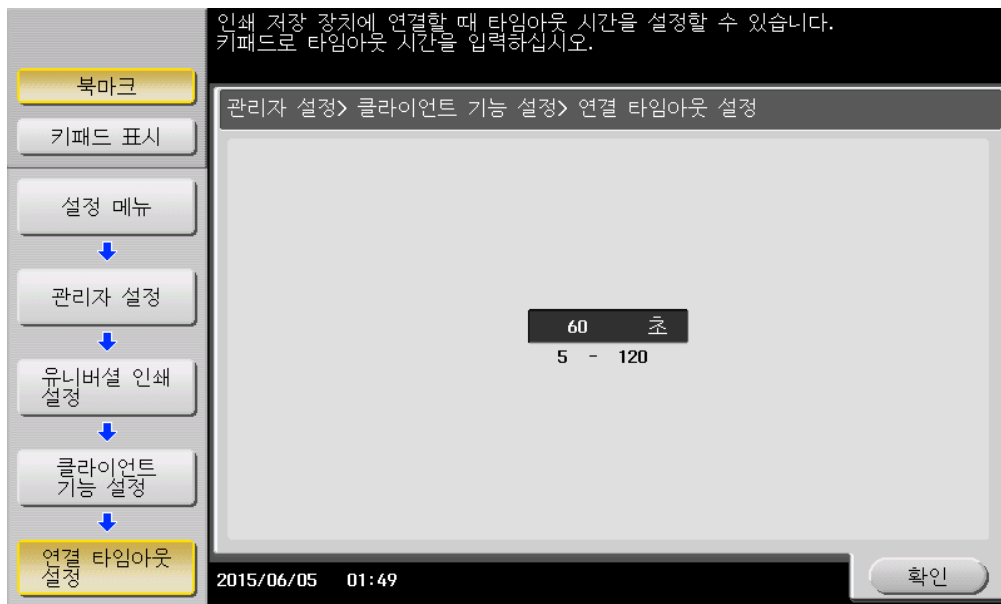 인쇄 저장 장치에 연결할 때 타임아웃 시간을 설정할 수 있습니다.
키패드로 타임아웃 시간을 입력하십시오.
북마크
키패드 표시
설정 메뉴
관리자 설정
유니버셜 인쇄
설정
클라이언트
기능 설정
연결 타임아웃
설정
관리자 설정> 클라이언트 기능 설정> 연결 타임아웃 설정
60 초
5 - 120
2015/06/05 01:49
확인